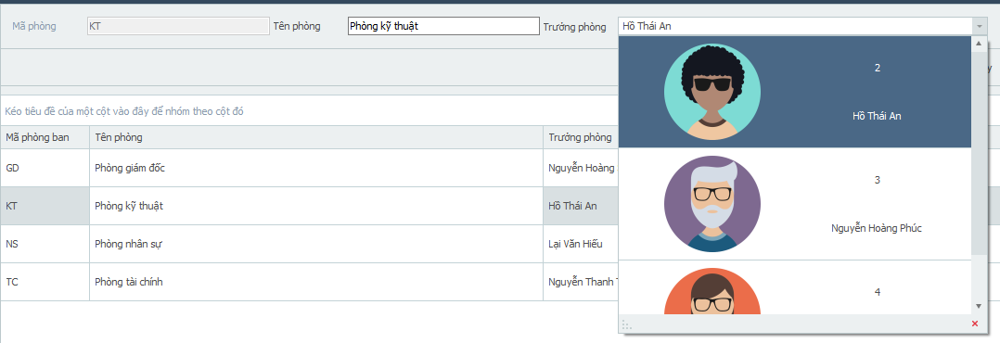 Mã phòng KT Tên phòng Phòng kỹ thuật Trưởng phòng Hồ Thái An
2
Hồ Thái An
3
Nguyễn Hoàng Phúc
4
y
Kéo tiêu đề của một cột vào đây để nhóm theo cột đó
Mã phòng ban Tên phòng Trưởng phòng
GD Phòng giám đốc Nguyễn Hoàng
KT Phòng kỹ thuật Hồ Thái An
NS Phòng nhân sự Lại Văn Hiếu
TC Phòng tài chính Nguyễn Thanh T